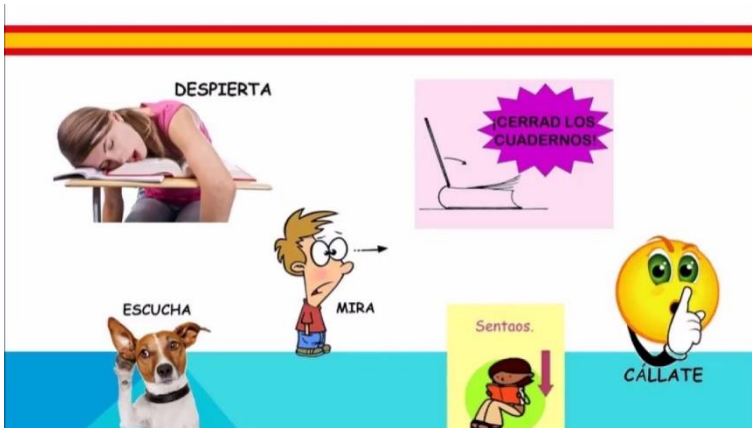 DESPIERTA
¡CERRAD LOS
CUADERNOS!
ESCUCHA
MIRA
Sentaos.
CÁLLATE